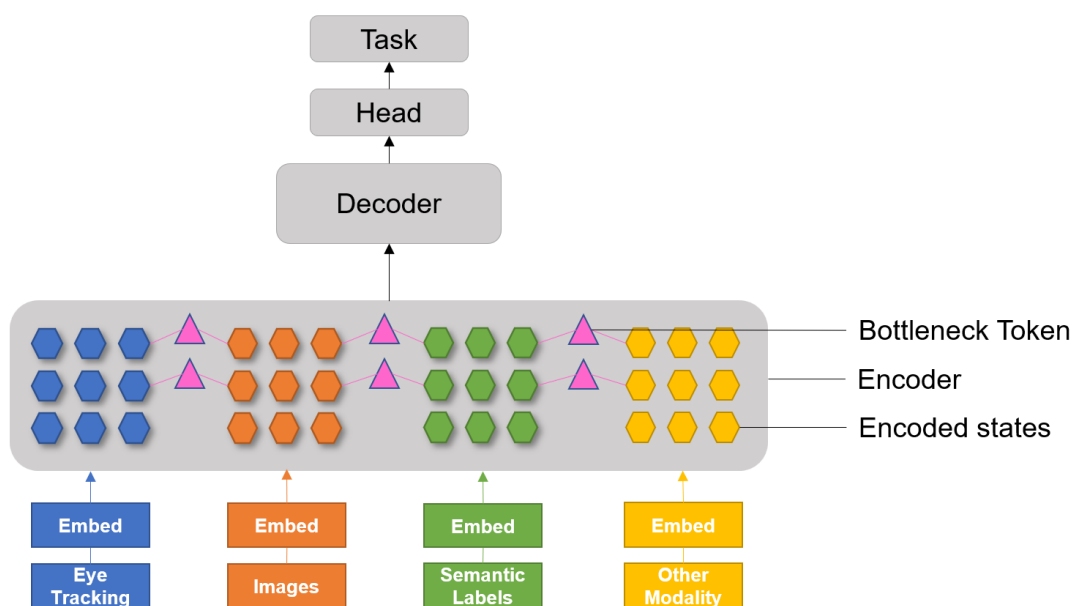 Task
Head
Decoder
Bottleneck Token
Encoder
Encoded states
Embed
Embed
Embed
Embed
Eye
Tracking
Images
Semantic
Labels
Other
Modality